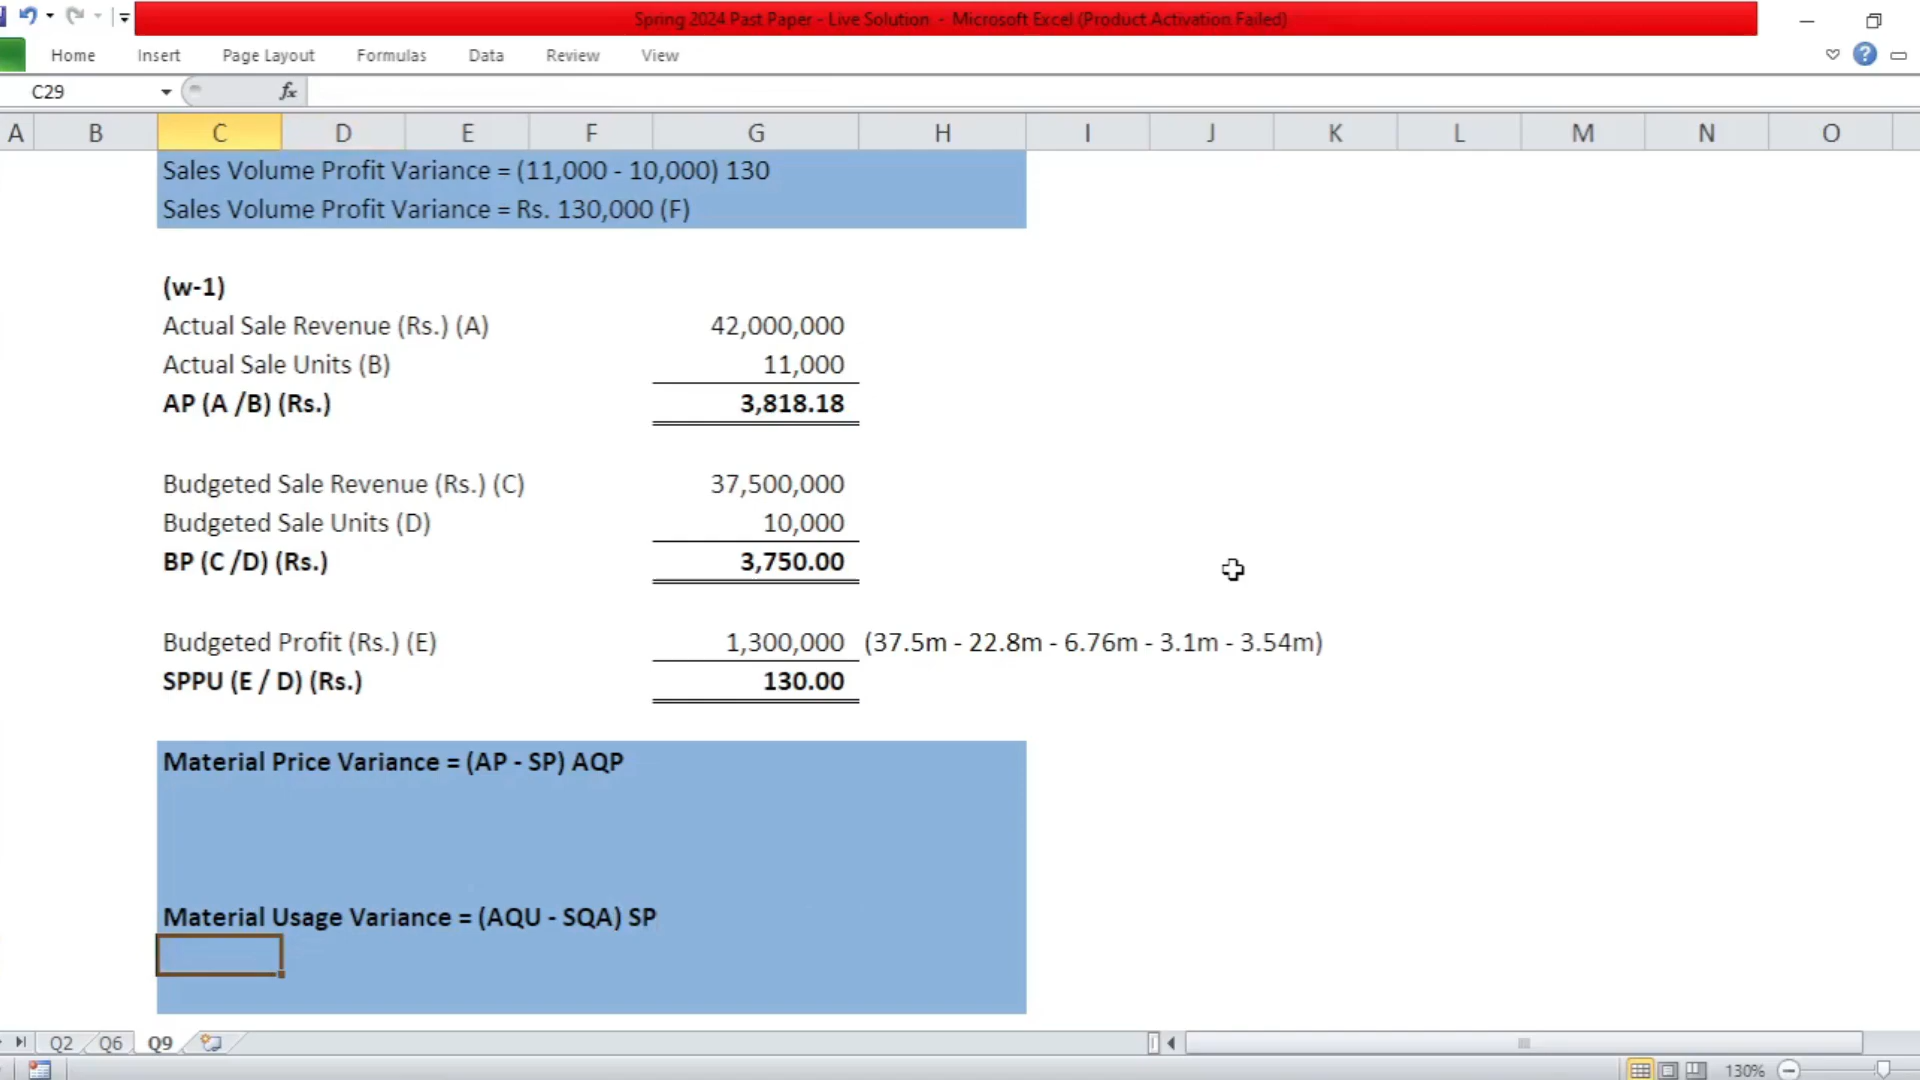 Spring 2024 Past Paper - Live Solution - Microsoft Excel (Product Activation Failed)
Home Insert Page Layout Formulas Data Review View
C29 fx
A B C D E F G H I J K L M N O
Sales Volume Profit Variance = (11,000 - 10,000) 130
Sales Volume Profit Variance = Rs. 130,000 (F)
(w-1)
Actual Sale Revenue (Rs.) (A) 42,000,000
Actual Sale Units (B) 11,000
AP (A /B) (Rs.) 3,818.18
Budgeted Sale Revenue (Rs.) (C) 37,500,000
Budgeted Sale Units (D) 10,000
BP (C /D) (Rs.) 3,750.00
Budgeted Profit (Rs.) (E) 1,300,000 (37.5m - 22.8m - 6.76m - 3.1m - 3.54m)
SPPU (E / D) (Rs.) 130.00
Material Price Variance = (AP - SP) AQP
Material Usage Variance = (AQU - SQA) SP
Q2 Q6 Q9
130%